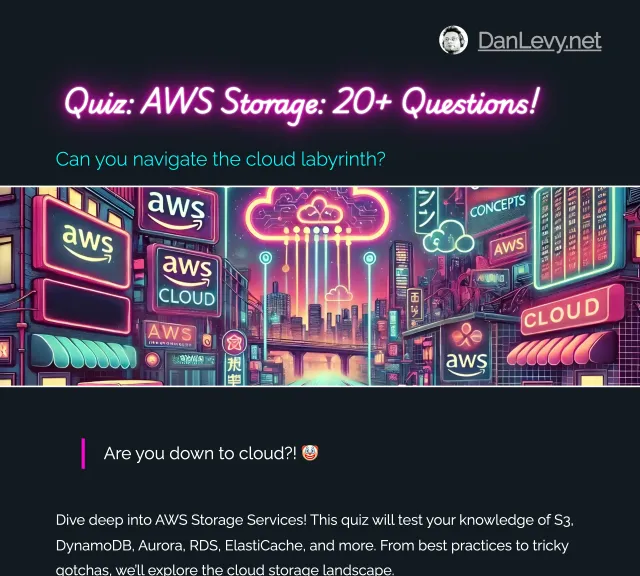 DanLevy.net
Quiz: AWS Storage: 20+ Questions!
Can you navigate the cloud labyrinth?
aws
aws
aws
CLOUD
AWS
CONCEPTS
AWS
CLOUD
aws
Are you down to cloud?! 🤡
Dive deep into AWS Storage Services! This quiz will test your knowledge of S3,
DynamoDB, Aurora, RDS, ElastiCache, and more. From best practices to tricky
gotchas, we'll explore the cloud storage landscape.